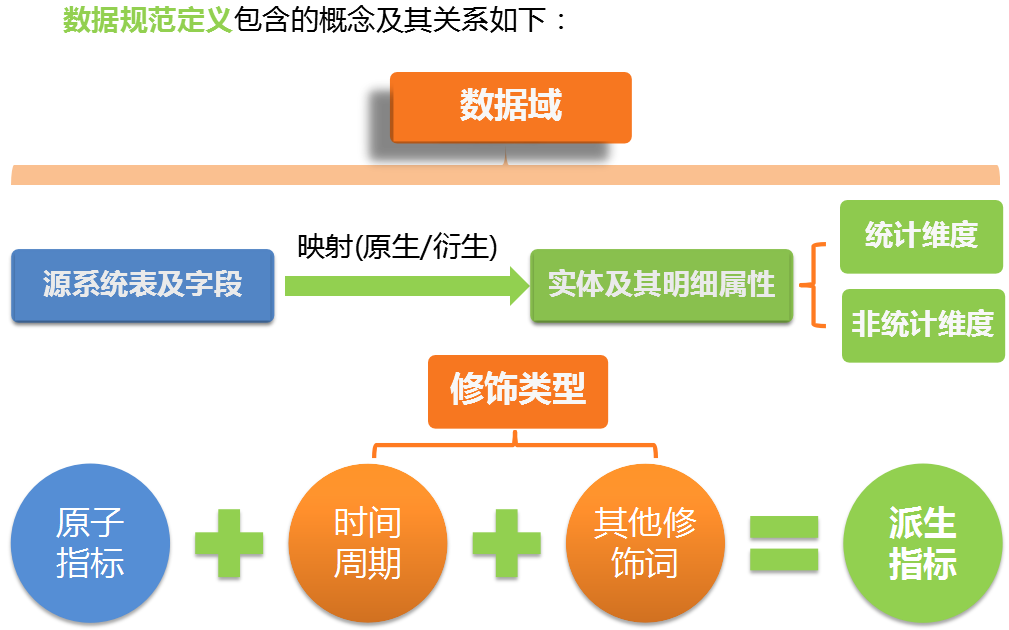 数据规范定义包含的概念及其关系如下：
数据域
映射(原生/衍生)
源系统表及字段
实体及其明细属性
统计维度
非统计维度
修饰类型
原子
指标
时间
周期
其他修
饰词
派生
指标